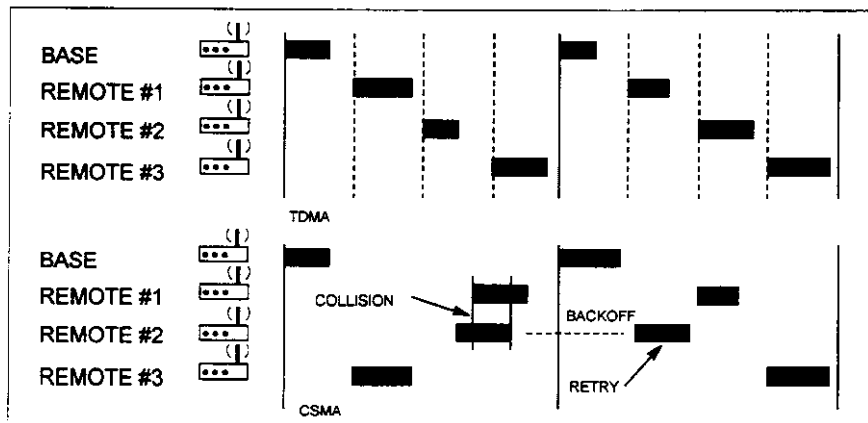 BASE
REMOTE #1
REMOTE #2
REMOTE #3
TDMA
BASE
REMOTE #1
COLLISION
BACKOFF
REMOTE #2
REMOTE #3
RETRY
CSMA